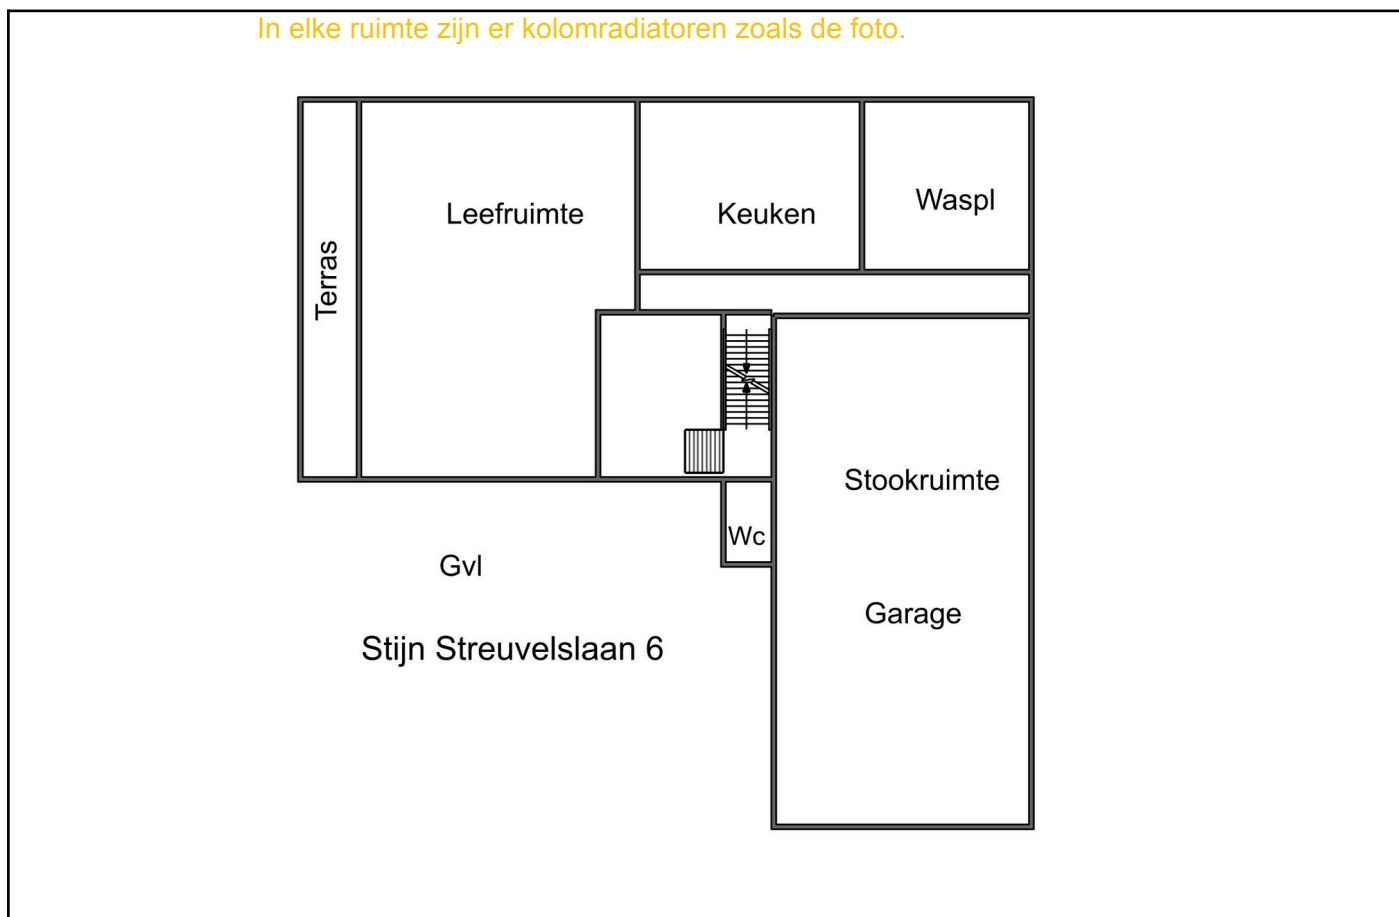 In elke ruimte zijn er kolomradiatoren zoals de foto.
Leefruimte
Keuken
Waspl
Terras
Stookruimte
Wc
Gvl
Garage
Stijn Streuvelslaan 6